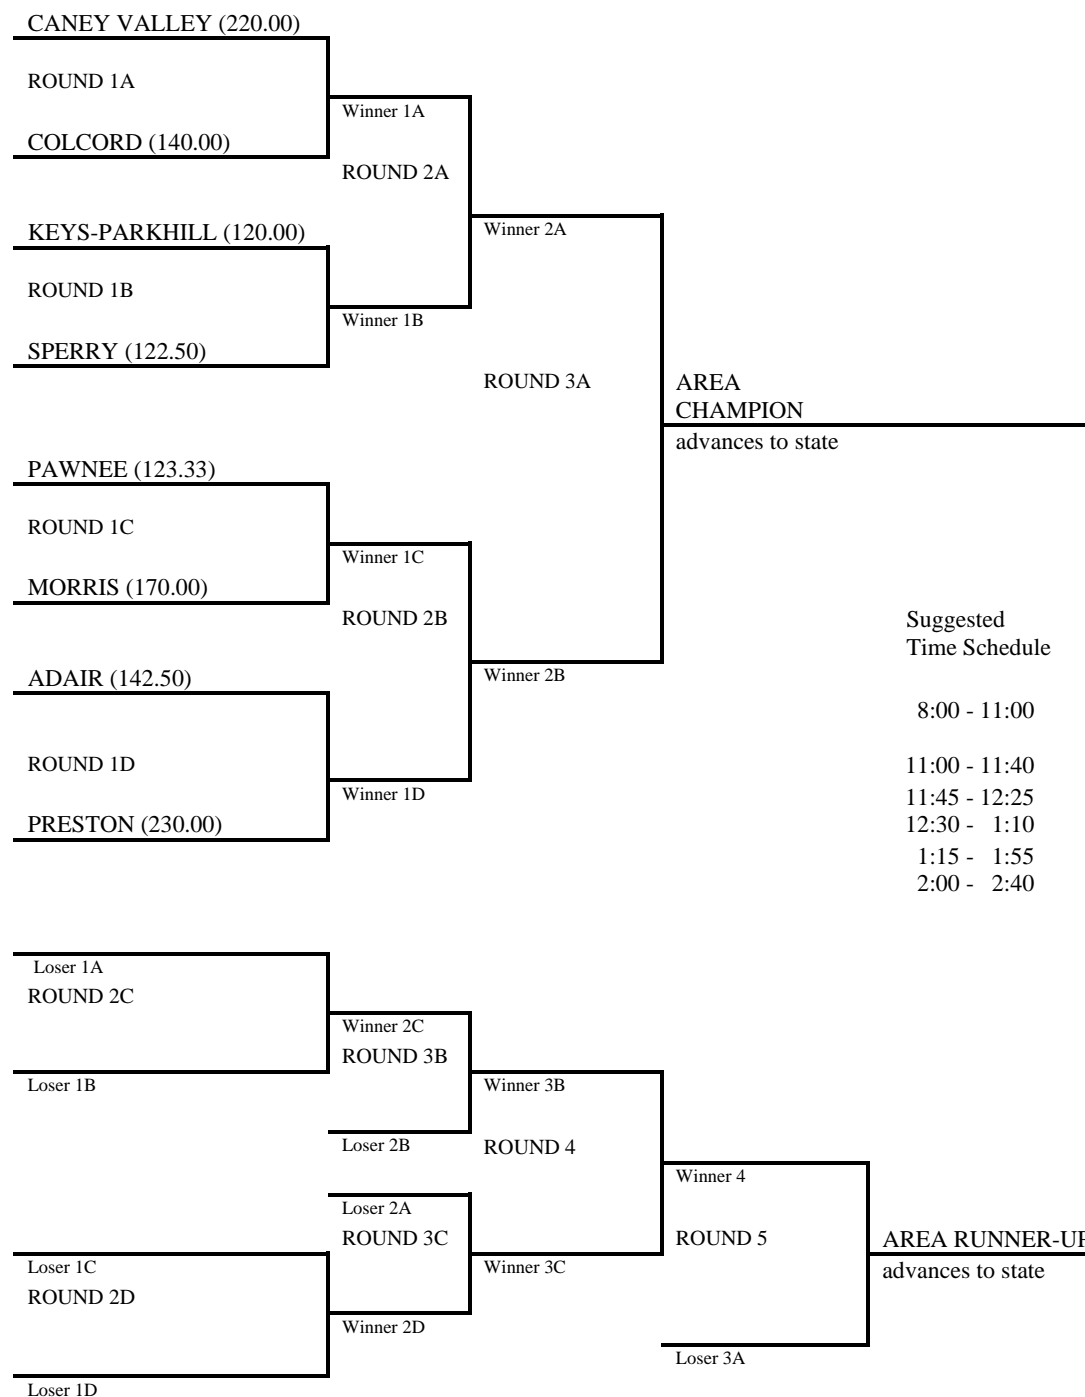 CANEY VALLEY (220.00)
ROUND 1A
Winner 1A
COLCORD (140.00)
ROUND 2A
KEYS-PARKHILL (120.00)
Winner 2A
ROUND 1B
Winner 1B
SPERRY (122.50)
ROUND 3A
AREA
CHAMPION
advances to state
PAWNEE (123.33)
ROUND 1C
Winner 1C
MORRIS (170.00)
ROUND 2B
Suggested
Time Schedule
ADAIR (142.50)
Winner 2B
8:00 - 11:00
ROUND 1D
11:00 - 11:40
Winner 1D
11:45 - 12:25
PRESTON (230.00)
12:30 - 1:10
1:15 - 1:55
2:00 - 2:40
Loser 1A
ROUND 2C
Winner 2C
ROUND 3B
Loser 1B
Winner 3B
Loser 2B
ROUND 4
Winner 4
Loser 2A
ROUND 3C
ROUND 5
AREA RUNNER-UP
Loser 1C
Winner 3C
advances to state
ROUND 2D
Winner 2D
Loser 3A
Loser 1D